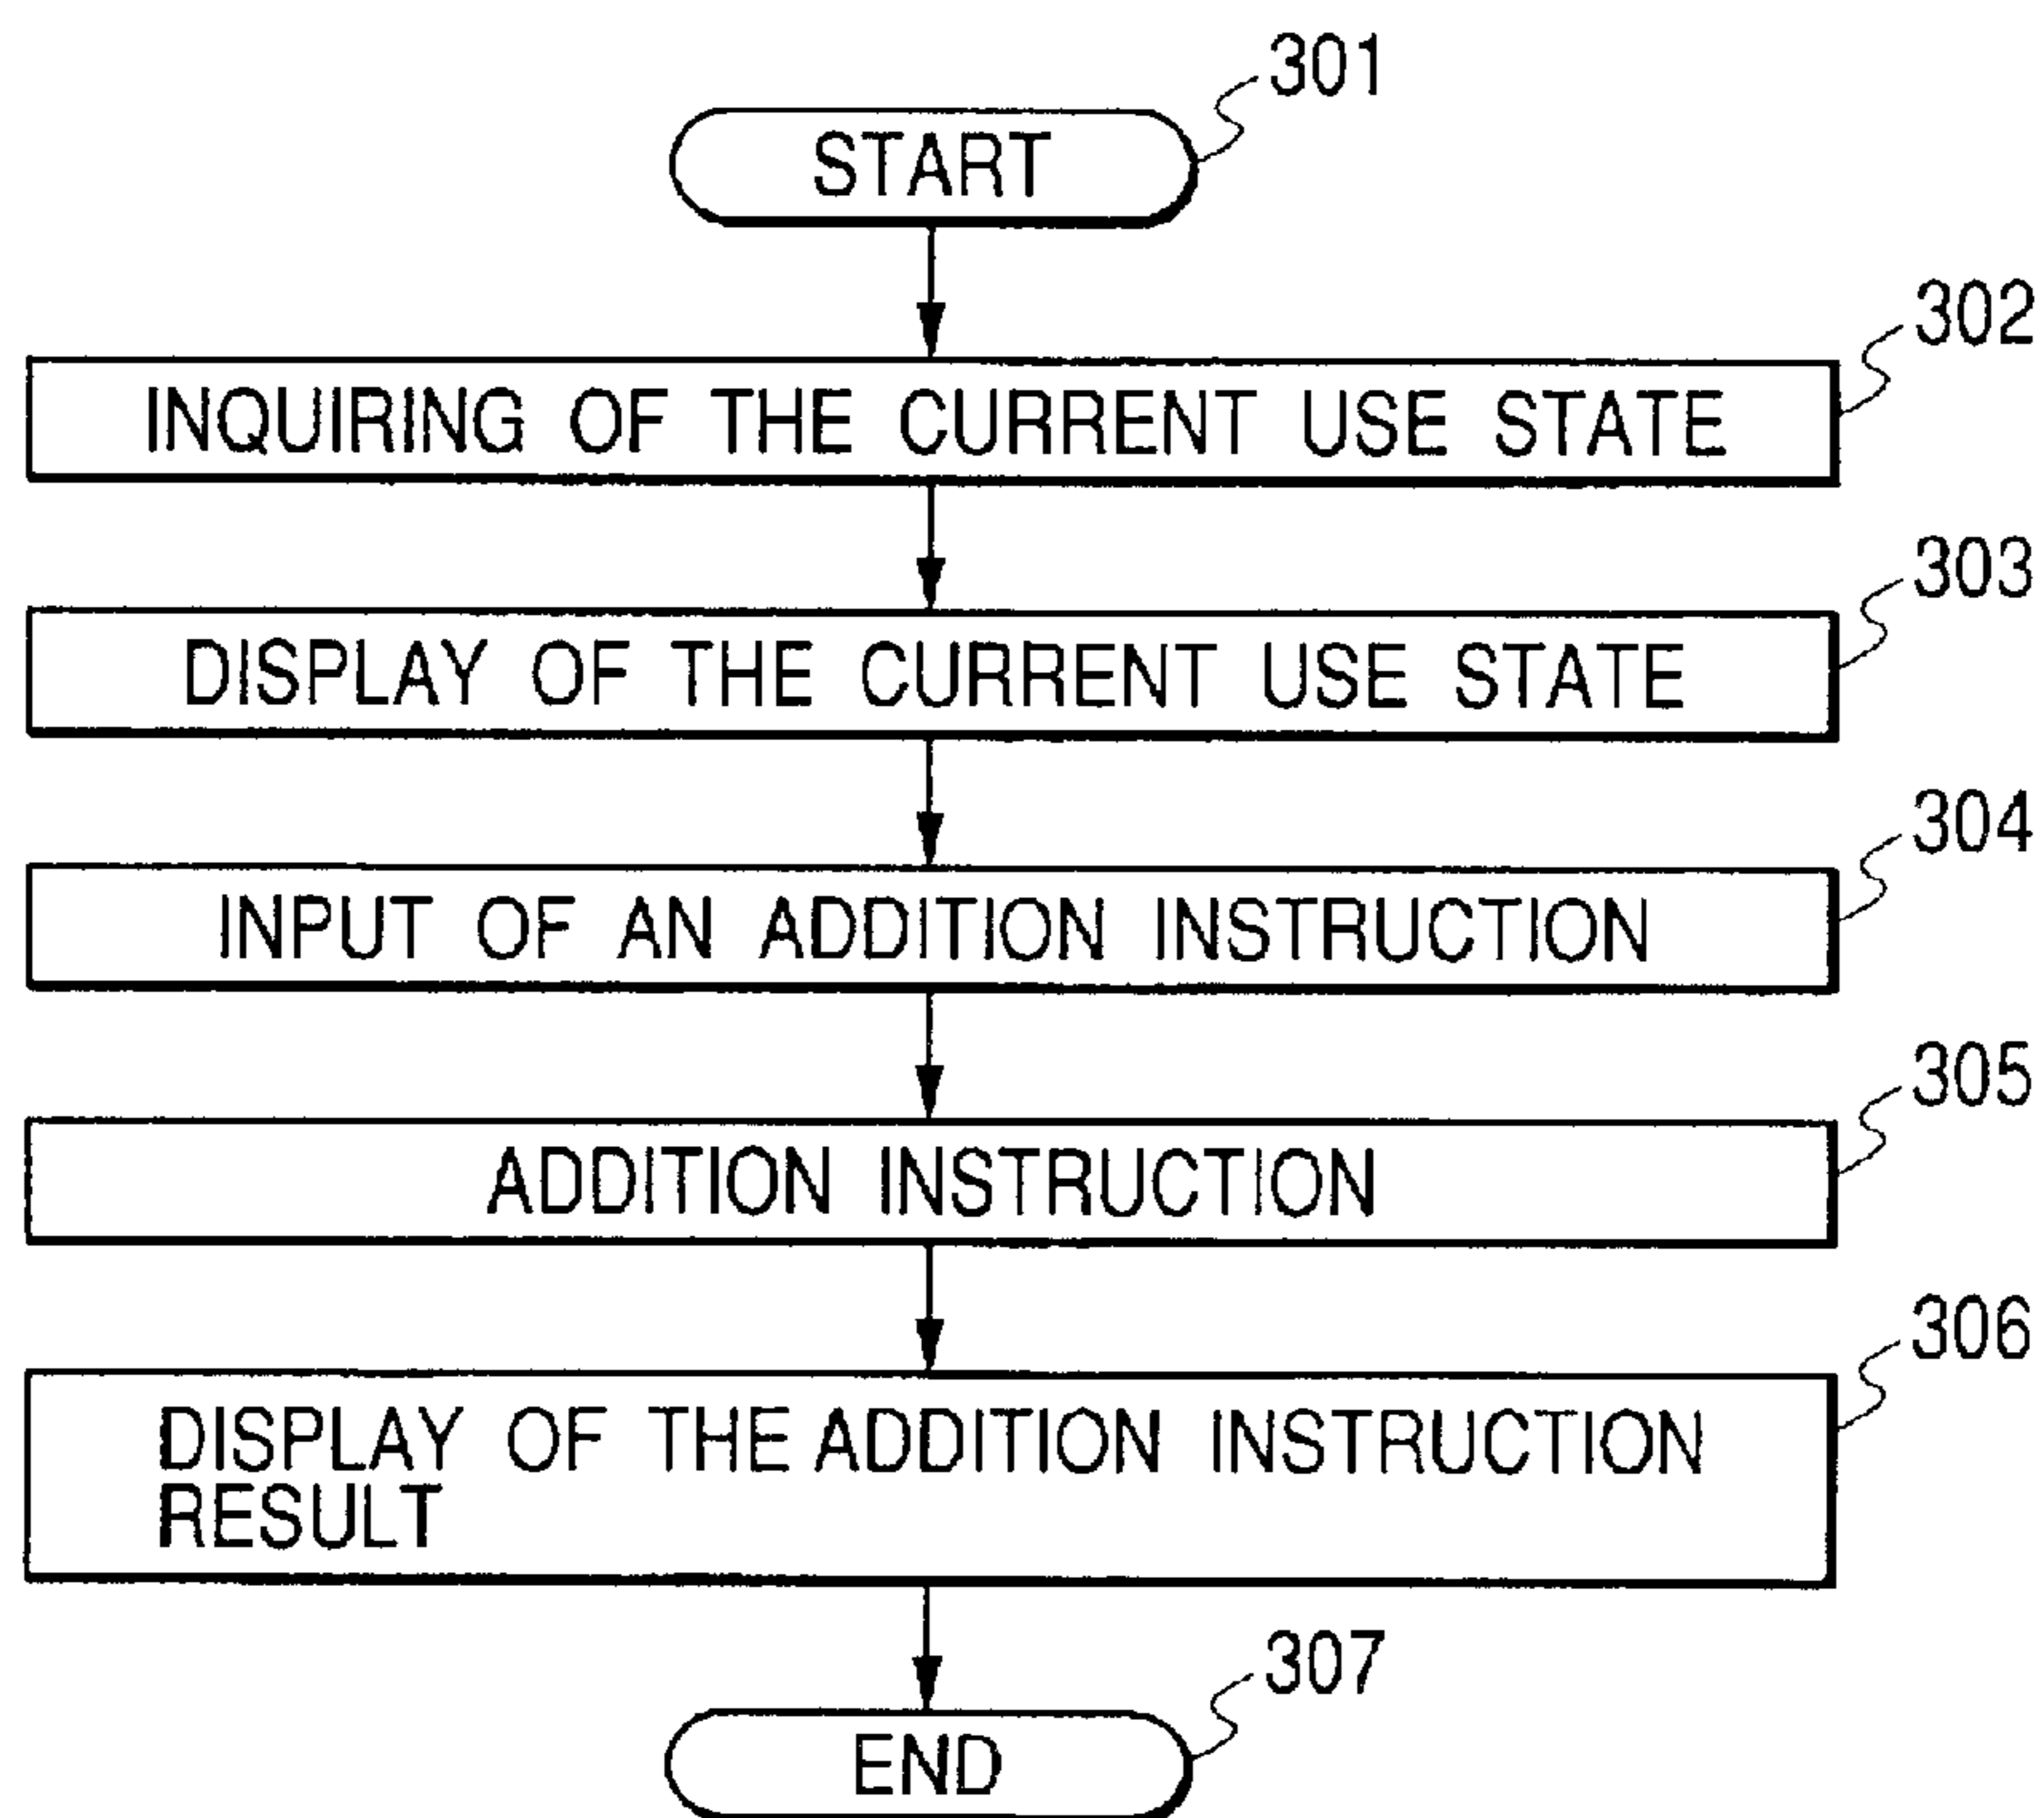 301
START
302
INQUIRING OF THE CURRENT USE STATE
303
DISPLAY OF THE CURRENT USE STATE
304
INPUT OF AN ADDITION INSTRUCTION
305
ADDITION INSTRUCTION
306
DISPLAY OF THE ADDITION INSTRUCTION
RESULT
307
END